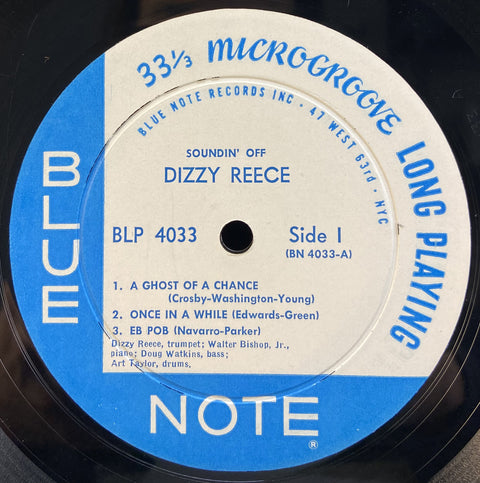 33⅓ MICROGROOVE LONG PLAYING
BLUE NOTE RECORDS INC • 47 WEST 63rd • NYC
SOUNDIN' OFF
DIZZY REECE
BLP 4033 Side 1
(BN 4033-A)
1. A GHOST OF A CHANCE
(Crosby-Washington-Young)
2. ONCE IN A WHILE (Edwards-Green)
3. EB POB (Navarro-Parker)
Dizzy Reece, trumpet; Walter Bishop, Jr.,
piano; Doug Watkins, bass;
Art Taylor, drums.
BLUE
NOTE ®